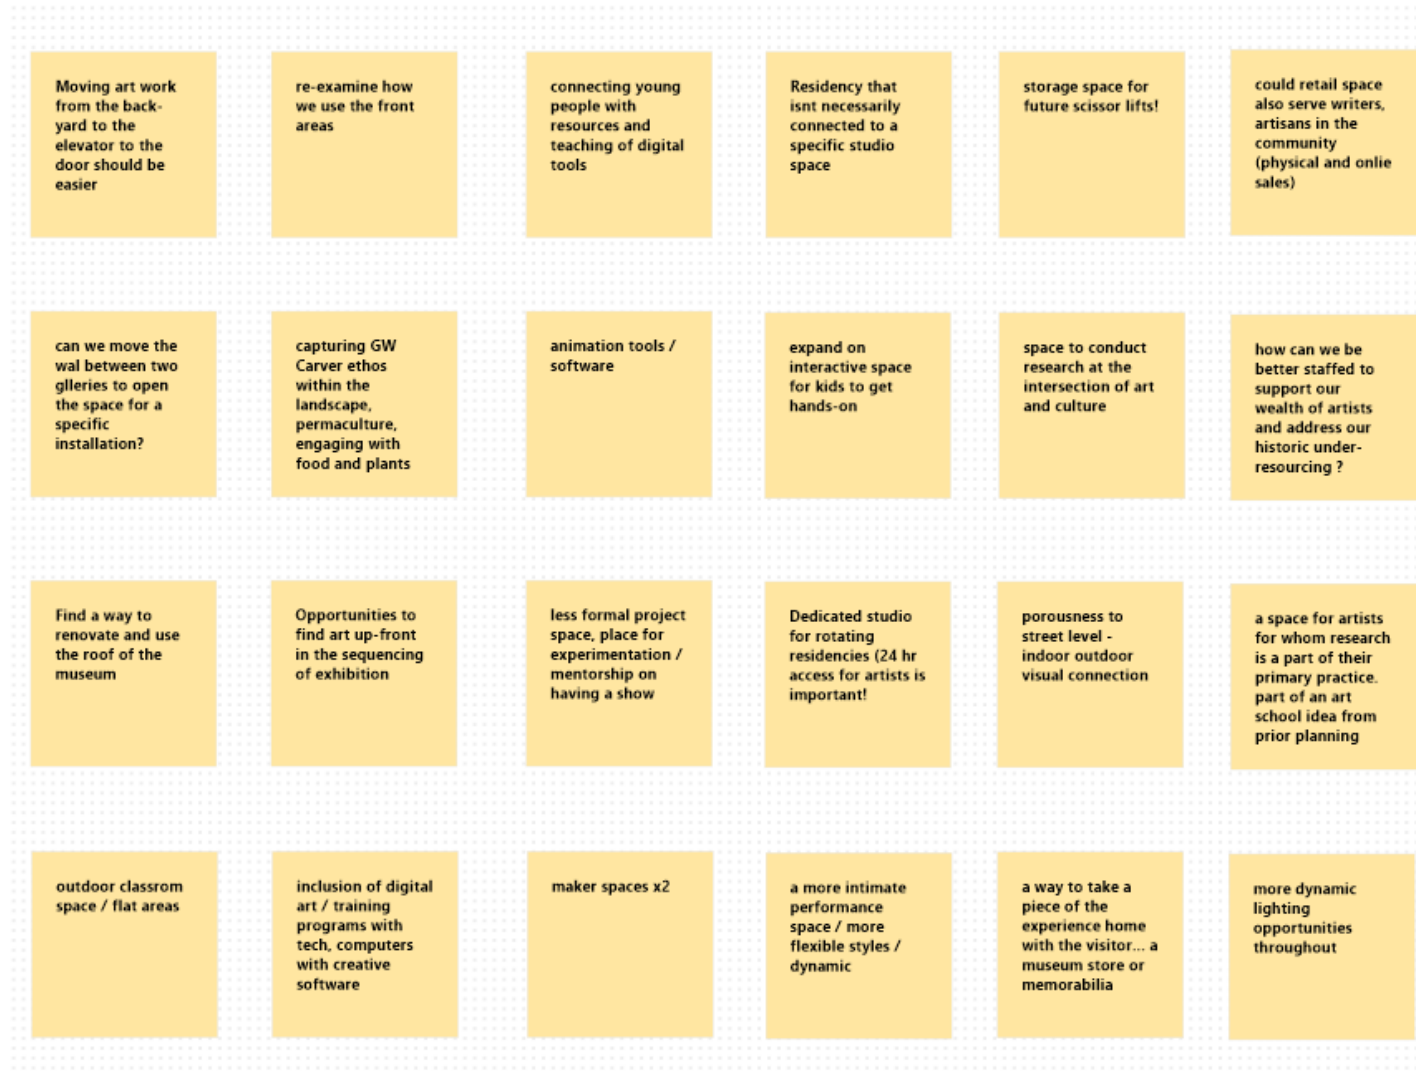 Moving art work
from the back-
yard to the
elevator to the
door should be
easier
re-examine how
we use the front
areas
connecting young
people with
resources and
teaching of digital
tools
Residency that
isnt necessarily
connected to a
specific studio
space
storage space for
future scissor lifts!
could retail space
also serve writers,
artisans in the
community
(physical and onlie
sales)
can we move the
wal between two
glleries to open
the space for a
specific
installation?
capturing GW
Carver ethos
within the
landscape,
permaculture,
engaging with
food and plants
animation tools /
software
expand on
interactive space
for kids to get
hands-on
space to conduct
research at the
intersection of art
and culture
how can we be
better staffed to
support our
wealth of artists
and address our
historic under-
resourcing ?
Find a way to
renovate and use
the roof of the
museum
Opportunities to
find art up-front
in the sequencing
of exhibition
less formal project
space, place for
experimentation /
mentorship on
having a show
Dedicated studio
for rotating
residencies (24 hr
access for artists is
important!
porousness to
street level -
indoor outdoor
visual connection
a space for artists
for whom research
is a part of their
primary practice.
part of an art
school idea from
prior planning
outdoor classrom
space / flat areas
inclusion of digital
art / training
programs with
tech, computers
with creative
software
maker spaces x2
a more intimate
performance
space / more
flexible styles /
dynamic
a way to take a
piece of the
experience home
with the visitor... a
museum store or
memorabilia
more dynamic
lighting
opportunities
throughout